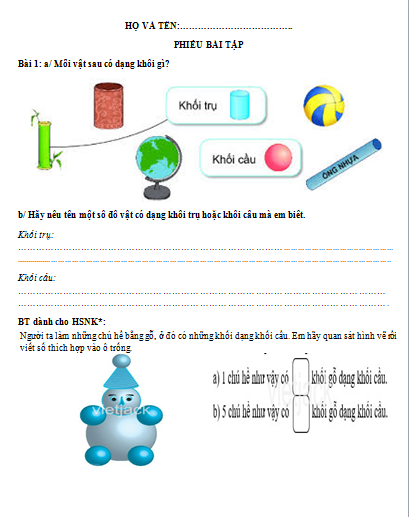 HỌ VÀ TÊN:………………………………..
PHIẾU BÀI TẬP
Bài 1: a/ Mỗi vật sau có dạng khối gì?
Khối trụ
Khối cầu
ỐNG NHỰA
b/ Hãy nêu tên một số đồ vật có dạng khối trụ hoặc khối cầu mà em biết.
Khối trụ:
Khối cầu:
BT dành cho HSNK*:
Người ta làm những chú hề bằng gỗ, ở đó có những khối dạng khối cầu. Em hãy quan sát hình vẽ rồi
viết số thích hợp vào ô trống.
a) 1 chú hề như vậy có khối gỗ dạng khối cầu.
b) 5 chú hề như vậy có khối gỗ dạng khối cầu.
vietjack